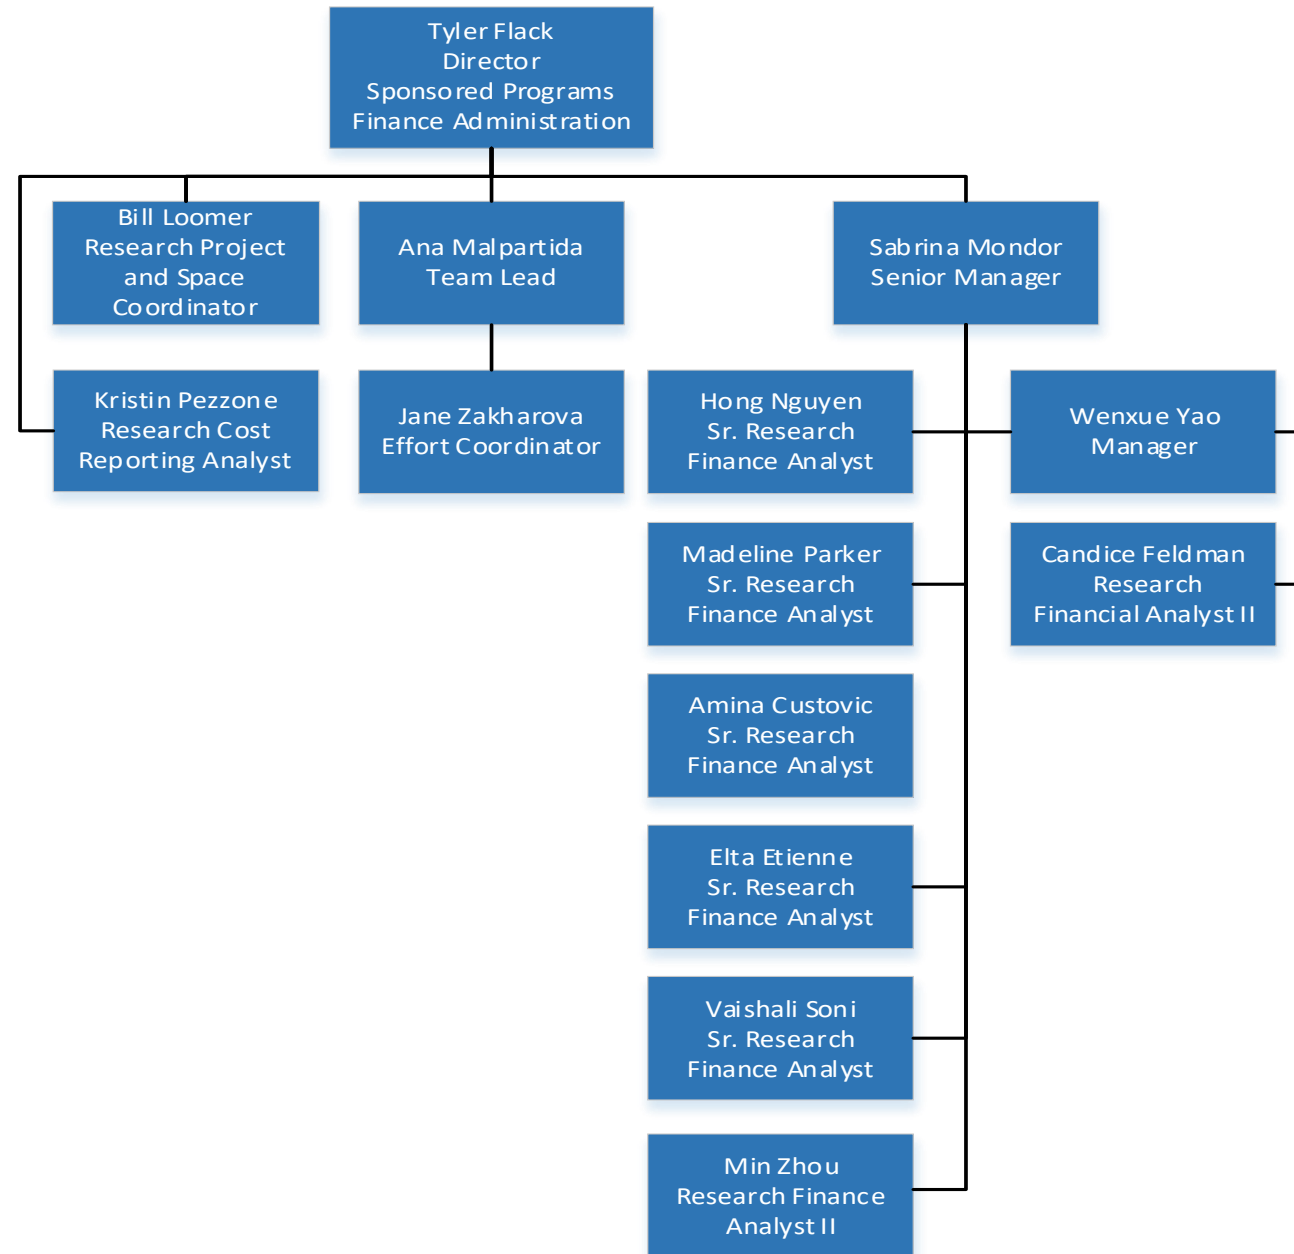 Tyler Flack
Director
Sponsored Programs
Finance Administration
Bill Loomer
Research Project
and Space
Coordinator
Ana Malpartida
Team Lead
Sabrina Mondor
Senior Manager
Kristin Pezzone
Research Cost
Reporting Analyst
Jane Zakharova
Effort Coordinator
Hong Nguyen
Sr. Research
Finance Analyst
Wenxue Yao
Manager
Madeline Parker
Sr. Research
Finance Analyst
Candice Feldman
Research
Financial Analyst II
Amina Custovic
Sr. Research
Finance Analyst
Elta Etienne
Sr. Research
Finance Analyst
Vaishali Soni
Sr. Research
Finance Analyst
Min Zhou
Research Finance
Analyst II